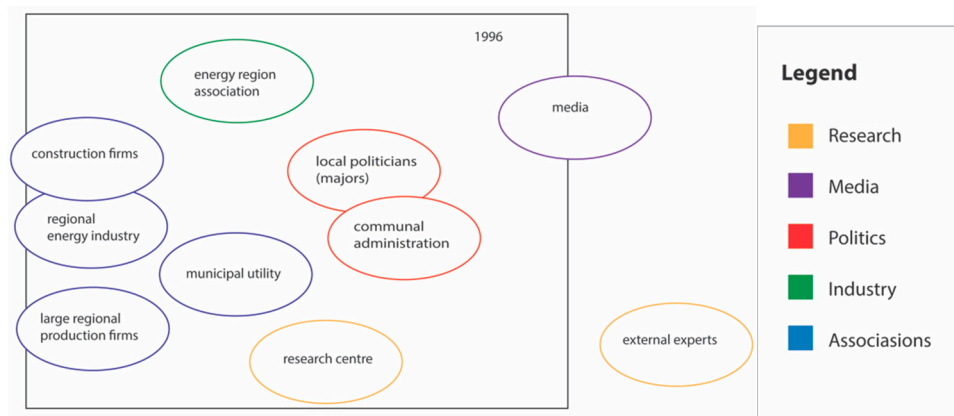 1996
energy region
association
media
construction firms
local politicians
(majors)
regional
energy industry
communal
administration
municipal utility
large regional
production firms
research centre
external experts
Legend
Research
Media
Politics
Industry
Associasions